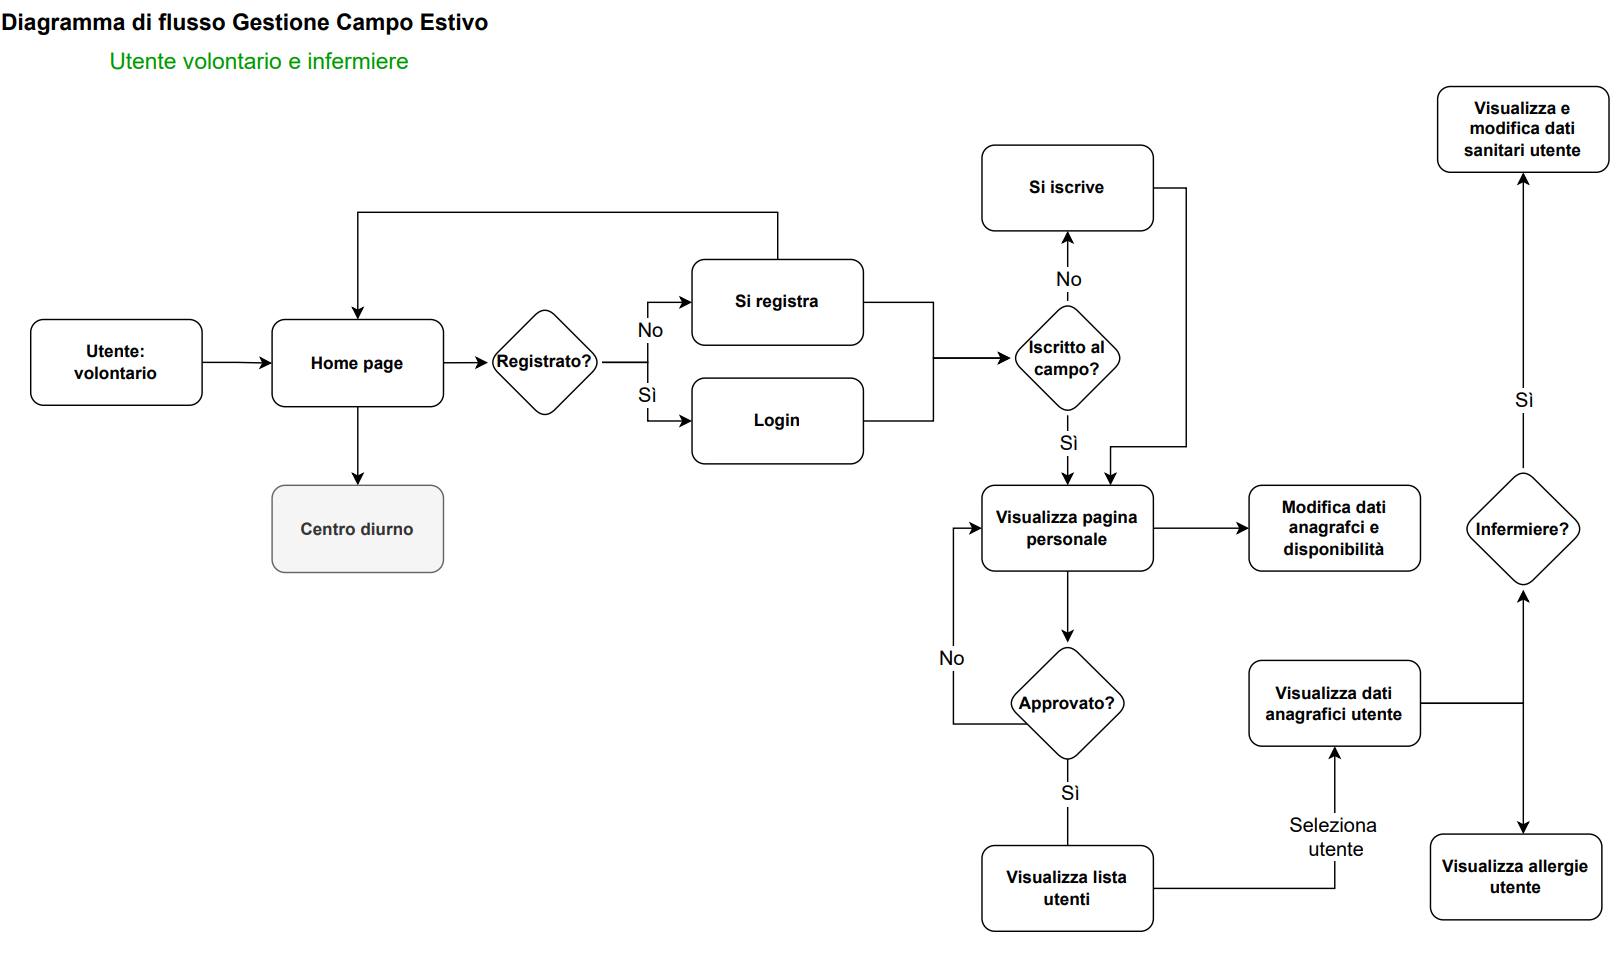 Diagramma di flusso Gestione Campo Estivo
Utente volontario e infermiere
Utente:
volontario
Home page
Centro diurno
Registrato?
No
Sì
Si registra
Login
Iscritto al
campo?
No
Si iscrive
Sì
Visualizza pagina
personale
Modifica dati
anagrafci e
disponibilità
No
Approvato?
Sì
Visualizza lista
utenti
Seleziona
utente
Visualizza dati
anagrafici utente
Infermiere?
Sì
Visualizza e
modifica dati
sanitari utente
Visualizza allergie
utente